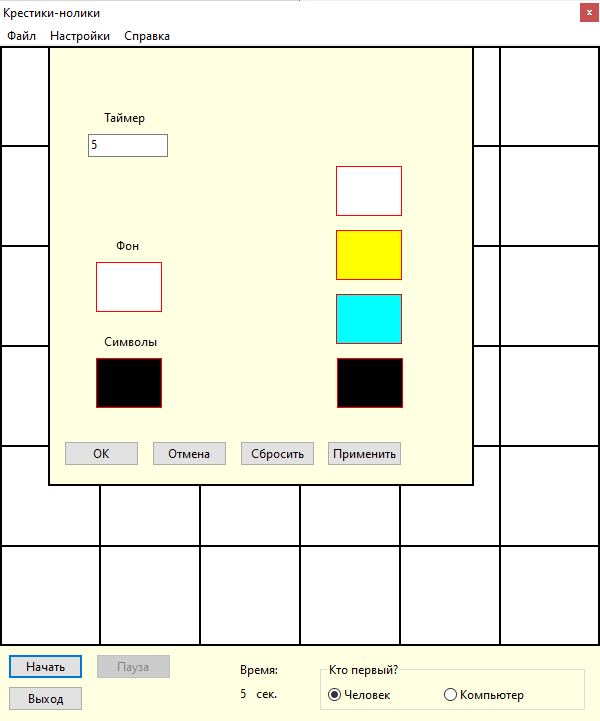 Крестики-нолики
x
Файл Настройки Справка
Таймер
5
Фон
Символы
ОК Отмена Сбросить Применить
Начать Пауза
Выход
Время:
5 сек.
Кто первый?
Человек Компьютер